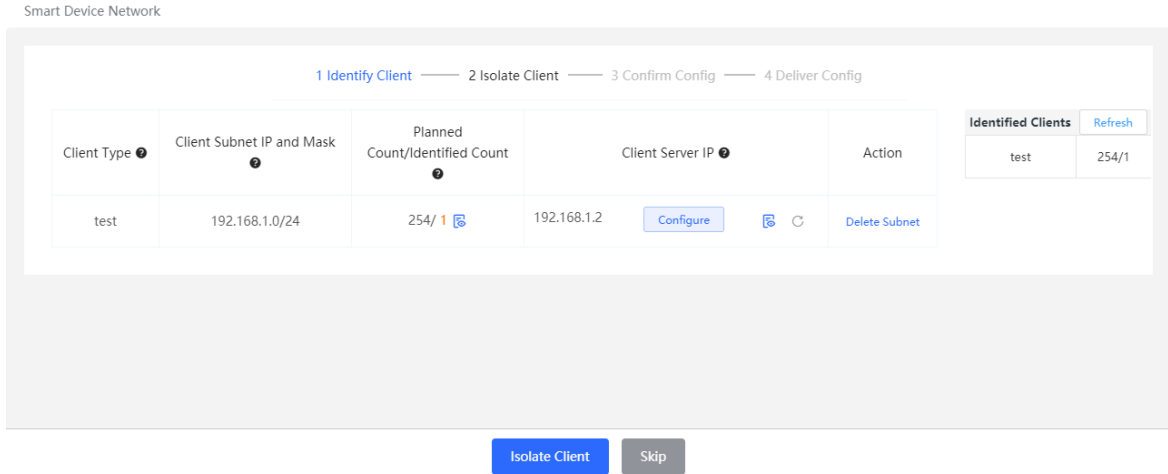 Smart Device Network
1 Identify Client 2 Isolate Client 3 Confirm Config 4 Deliver Config
Client Type Client Subnet IP and Mask Planned Count/Identified Count Client Server IP Action
test 192.168.1.0/24 254/ 1 192.168.1.2 Configure Delete Subnet
Identified Clients Refresh
test 254/1
Isolate Client Skip